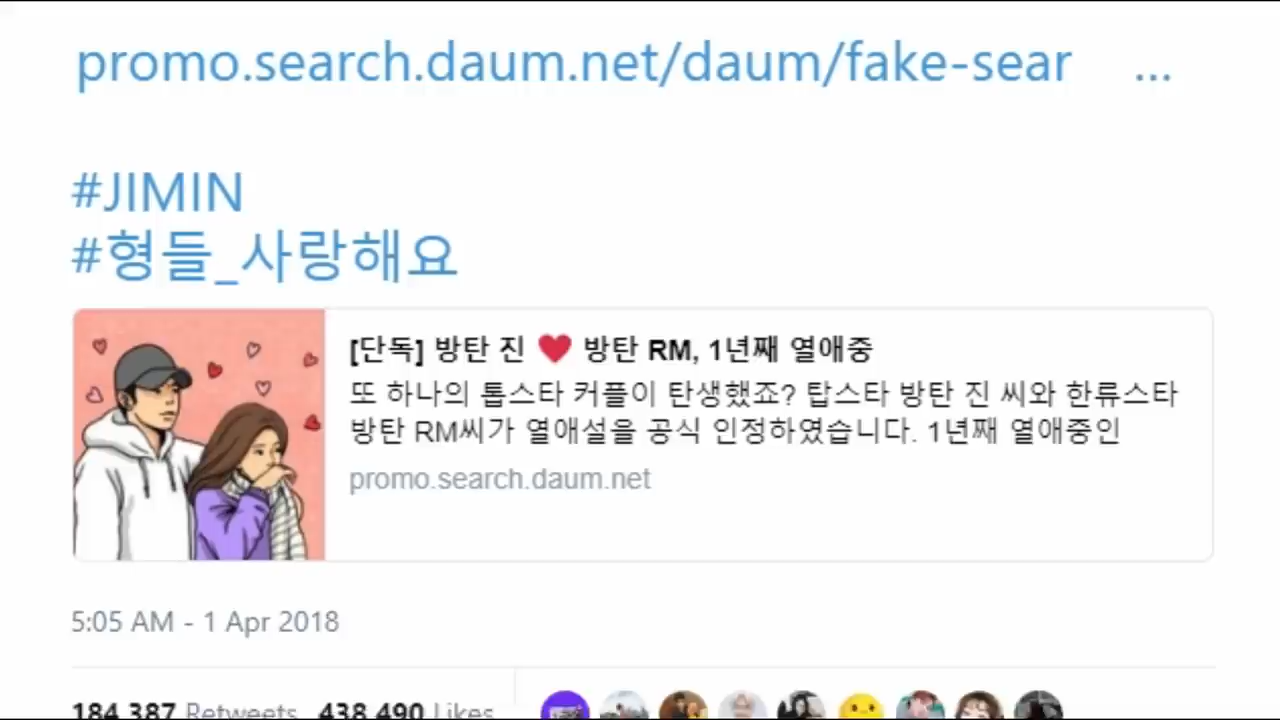 promo.search.daum.net/daum/fake-sear ...
#JIMIN
#형들_사랑해요
[단독] 방탄 진 ❤ 방탄 RM, 1년째 열애중
또 하나의 톱스타 커플이 탄생했죠? 탑스타 방탄 진 씨와 한류스타
방탄 RM씨가 열애설을 공식 인정하였습니다. 1년째 열애중인
promo.search.daum.net
5:05 AM - 1 Apr 2018
184,387 Retweets 438,490 Likes